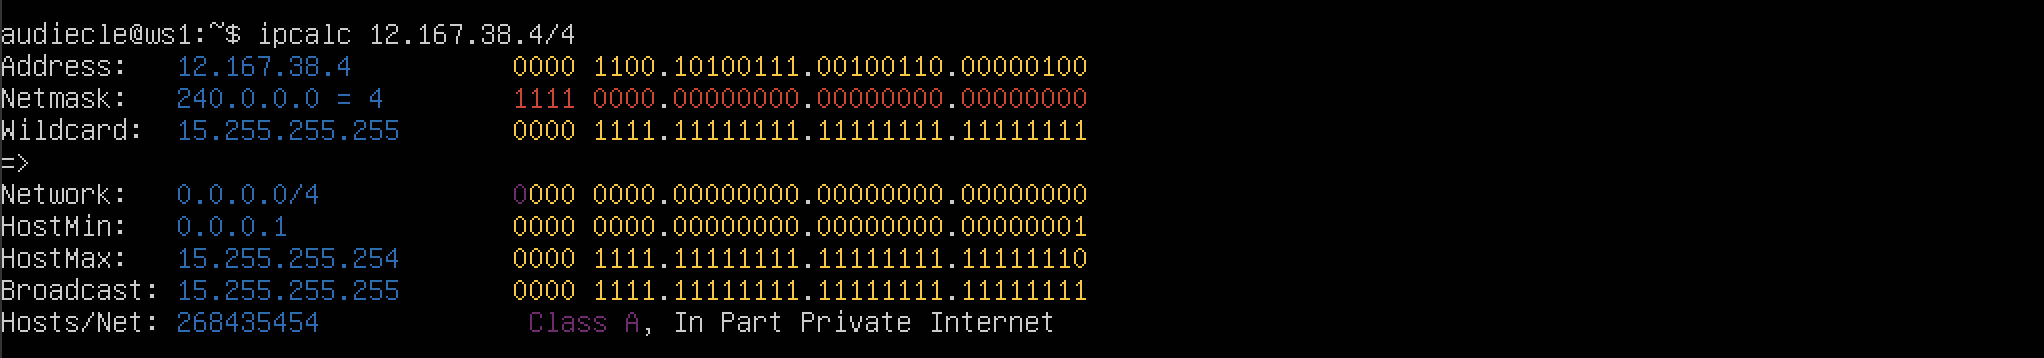 audiecle@ws1:~$ ipcalc 12.167.38.4/4
Address:   12.167.38.4          0000 1100.10100111.00100110.00000100
Netmask:   240.0.0.0 = 4        1111 0000.00000000.00000000.00000000
Wildcard:  15.255.255.255       0000 1111.11111111.11111111.11111111
=>
Network:   0.0.0.0/4            0000 0000.00000000.00000000.00000000
HostMin:   0.0.0.1              0000 0000.00000000.00000000.00000001
HostMax:   15.255.255.254       0000 1111.11111111.11111111.11111110
Broadcast: 15.255.255.255       0000 1111.11111111.11111111.11111111
Hosts/Net: 268435454             Class A, In Part Private Internet